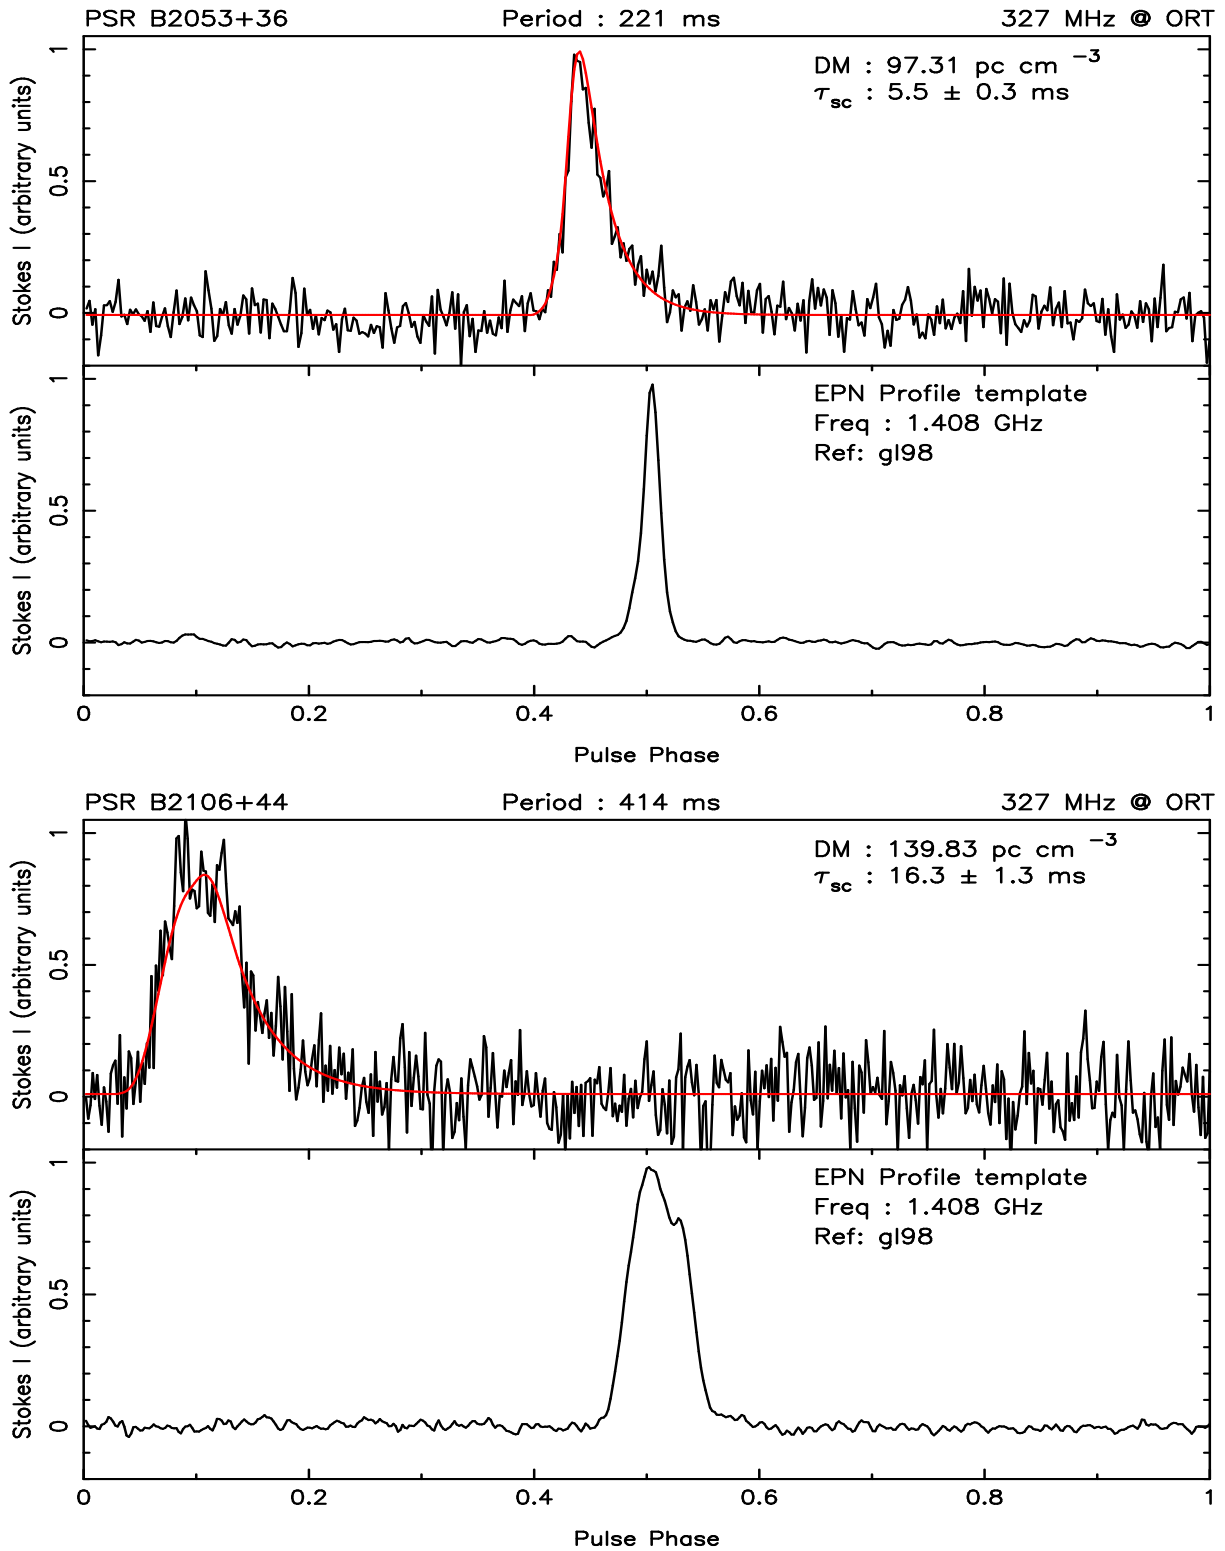 PSR B2053+36 Period : 221 ms 327 MHz @ ORT
DM : 97.31 pc cm −3
τsc : 5.5 ± 0.3 ms
Stokes I (arbitrary units)
1
0.5
0
EPN Profile template
Freq : 1.408 GHz
Ref: gl98
Stokes I (arbitrary units)
1
0.5
0
0 0.2 0.4 0.6 0.8 1
Pulse Phase
PSR B2106+44 Period : 414 ms 327 MHz @ ORT
DM : 139.83 pc cm −3
τsc : 16.3 ± 1.3 ms
Stokes I (arbitrary units)
1
0.5
0
EPN Profile template
Freq : 1.408 GHz
Ref: gl98
Stokes I (arbitrary units)
1
0.5
0
0 0.2 0.4 0.6 0.8 1
Pulse Phase